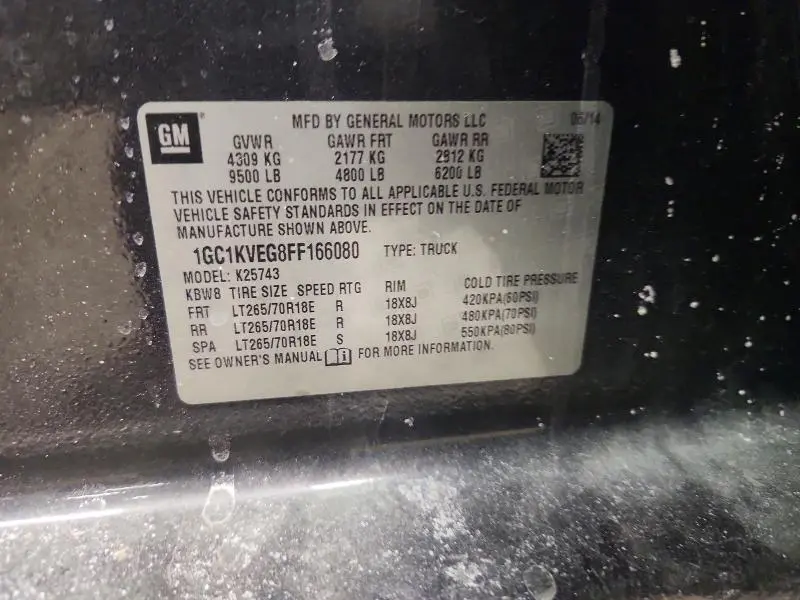 GM
MFD BY GENERAL MOTORS LLC 06/14
GVWR GAWR FRT GAWR RR
4309 KG 2177 KG 2912 KG
9500 LB 4800 LB 6200 LB
THIS VEHICLE CONFORMS TO ALL APPLICABLE U.S. FEDERAL MOTOR
VEHICLE SAFETY STANDARDS IN EFFECT ON THE DATE OF
MANUFACTURE SHOWN ABOVE.
1GC1KVEG8FF166080 TYPE: TRUCK
MODEL: K25743
KBW8 TIRE SIZE SPEED RTG RIM COLD TIRE PRESSURE
FRT LT265/70R18E R 18X8J 420KPA(60PSI)
RR LT265/70R18E R 18X8J 480KPA(70PSI)
SPA LT265/70R18E S 18X8J 550KPA(80PSI)
SEE OWNER'S MANUAL FOR MORE INFORMATION.